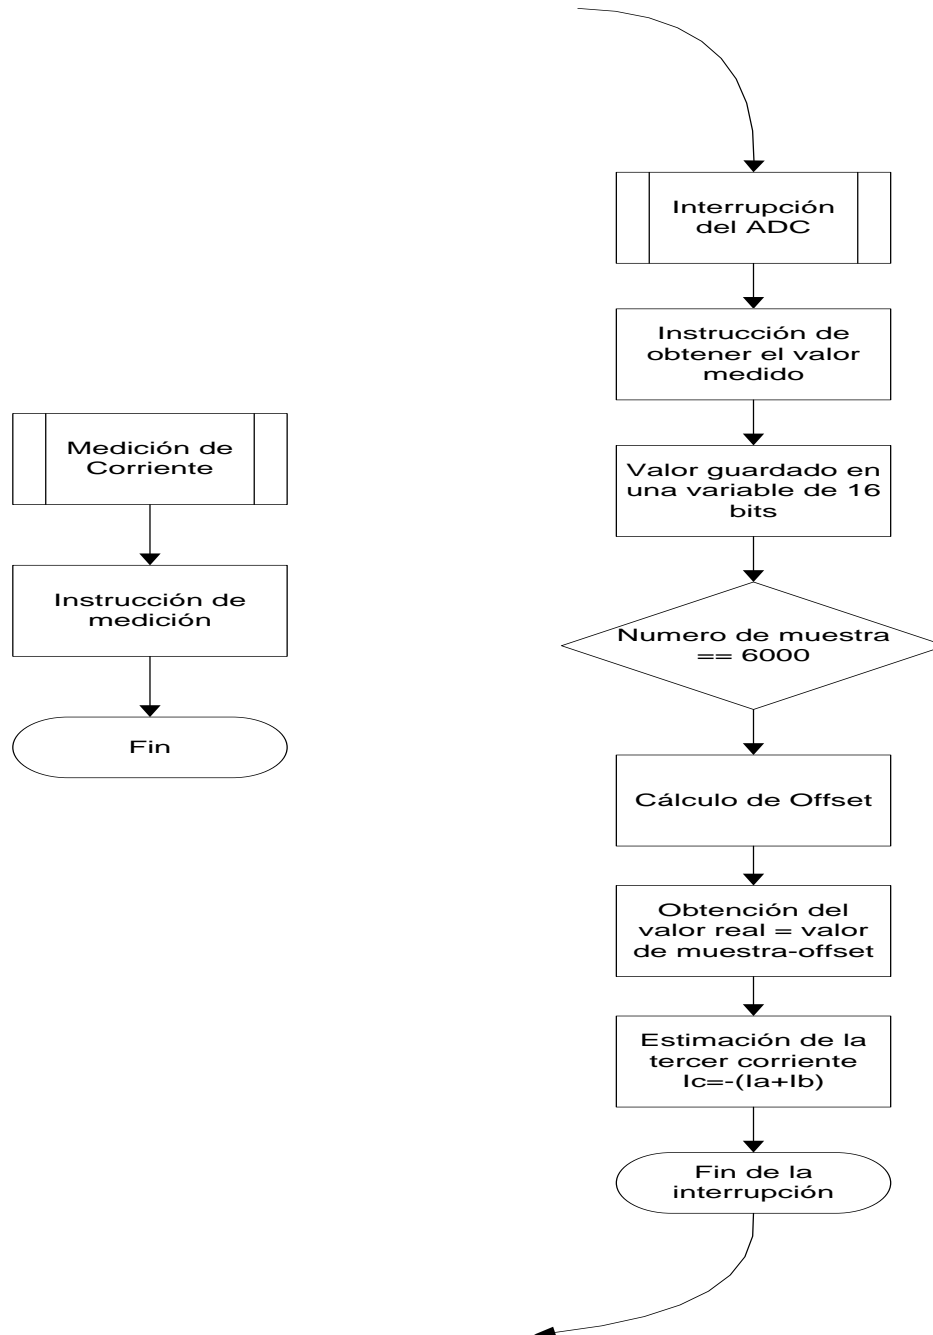 Medición de
Corriente
Instrucción de
medición
Fin
Interrupción
del ADC
Instrucción de
obtener el valor
medido
Valor guardado en
una variable de 16
bits
Numero de muestra
== 6000
Cálculo de Offset
Obtención del
valor real = valor
de muestra-offset
Estimación de la
tercer corriente
Ic=-(Ia+Ib)
Fin de la
interrupción